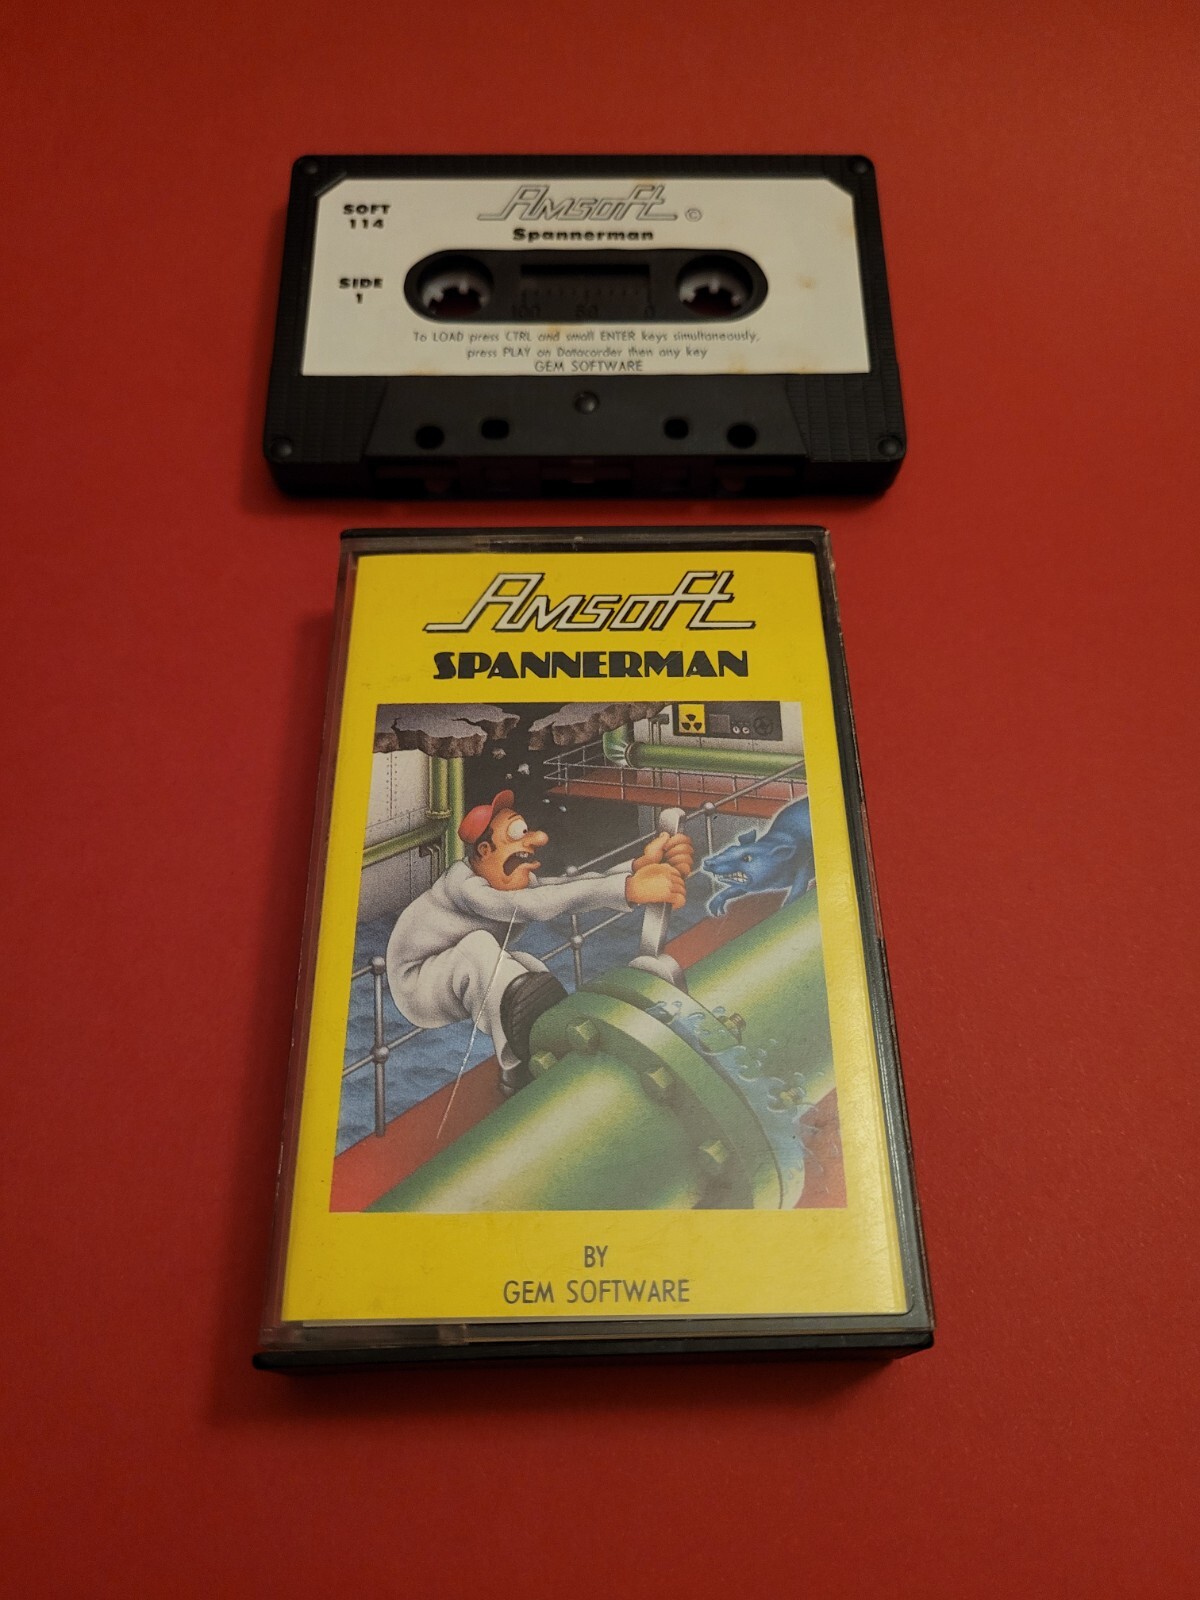 Amsoft ©
SOFT
114
Spannerman
SIDE
1
100 50 0
To LOAD press CTRL and small ENTER keys simultaneously,
press PLAY on Datacorder then any key
GEM SOFTWARE
Amsoft
SPANNERMAN
BY
GEM SOFTWARE